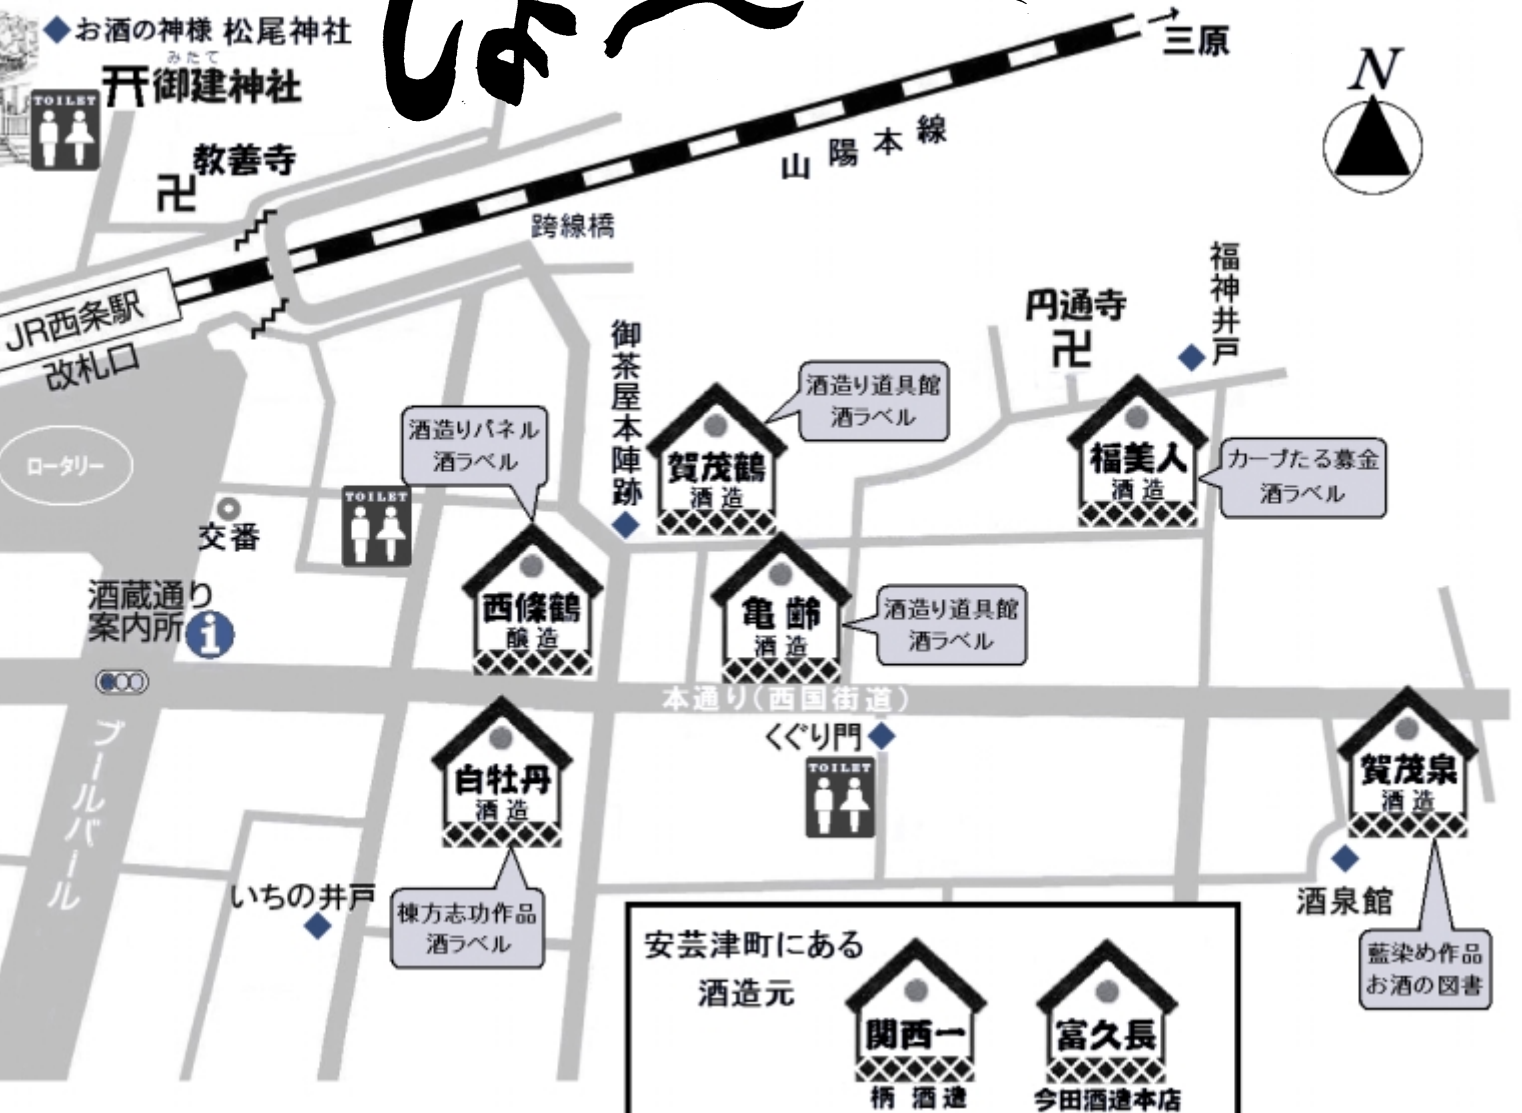 しょ〜
お酒の神様 松尾神社
みたて
御建神社
TOILET
教善寺
三原
N
山陽本線
跨線橋
JR西条駅
改札口
ロータリー
交番
酒蔵通り
案内所
i
ブールバール
御茶屋本陣跡
円通寺
福神井戸
酒造りパネル
酒ラベル
TOILET
西條鶴
醸造
賀茂鶴
酒造
酒造り道具館
酒ラベル
亀齢
酒造
酒造り道具館
酒ラベル
福美人
酒造
カープたる募金
酒ラベル
本通り(西国街道)
くぐり門
TOILET
白牡丹
酒造
棟方志功作品
酒ラベル
いちの井戸
賀茂泉
酒造
酒泉館
藍染め作品
お酒の図書
安芸津町にある
酒造元
関西一
柄酒造
富久長
今田酒造本店